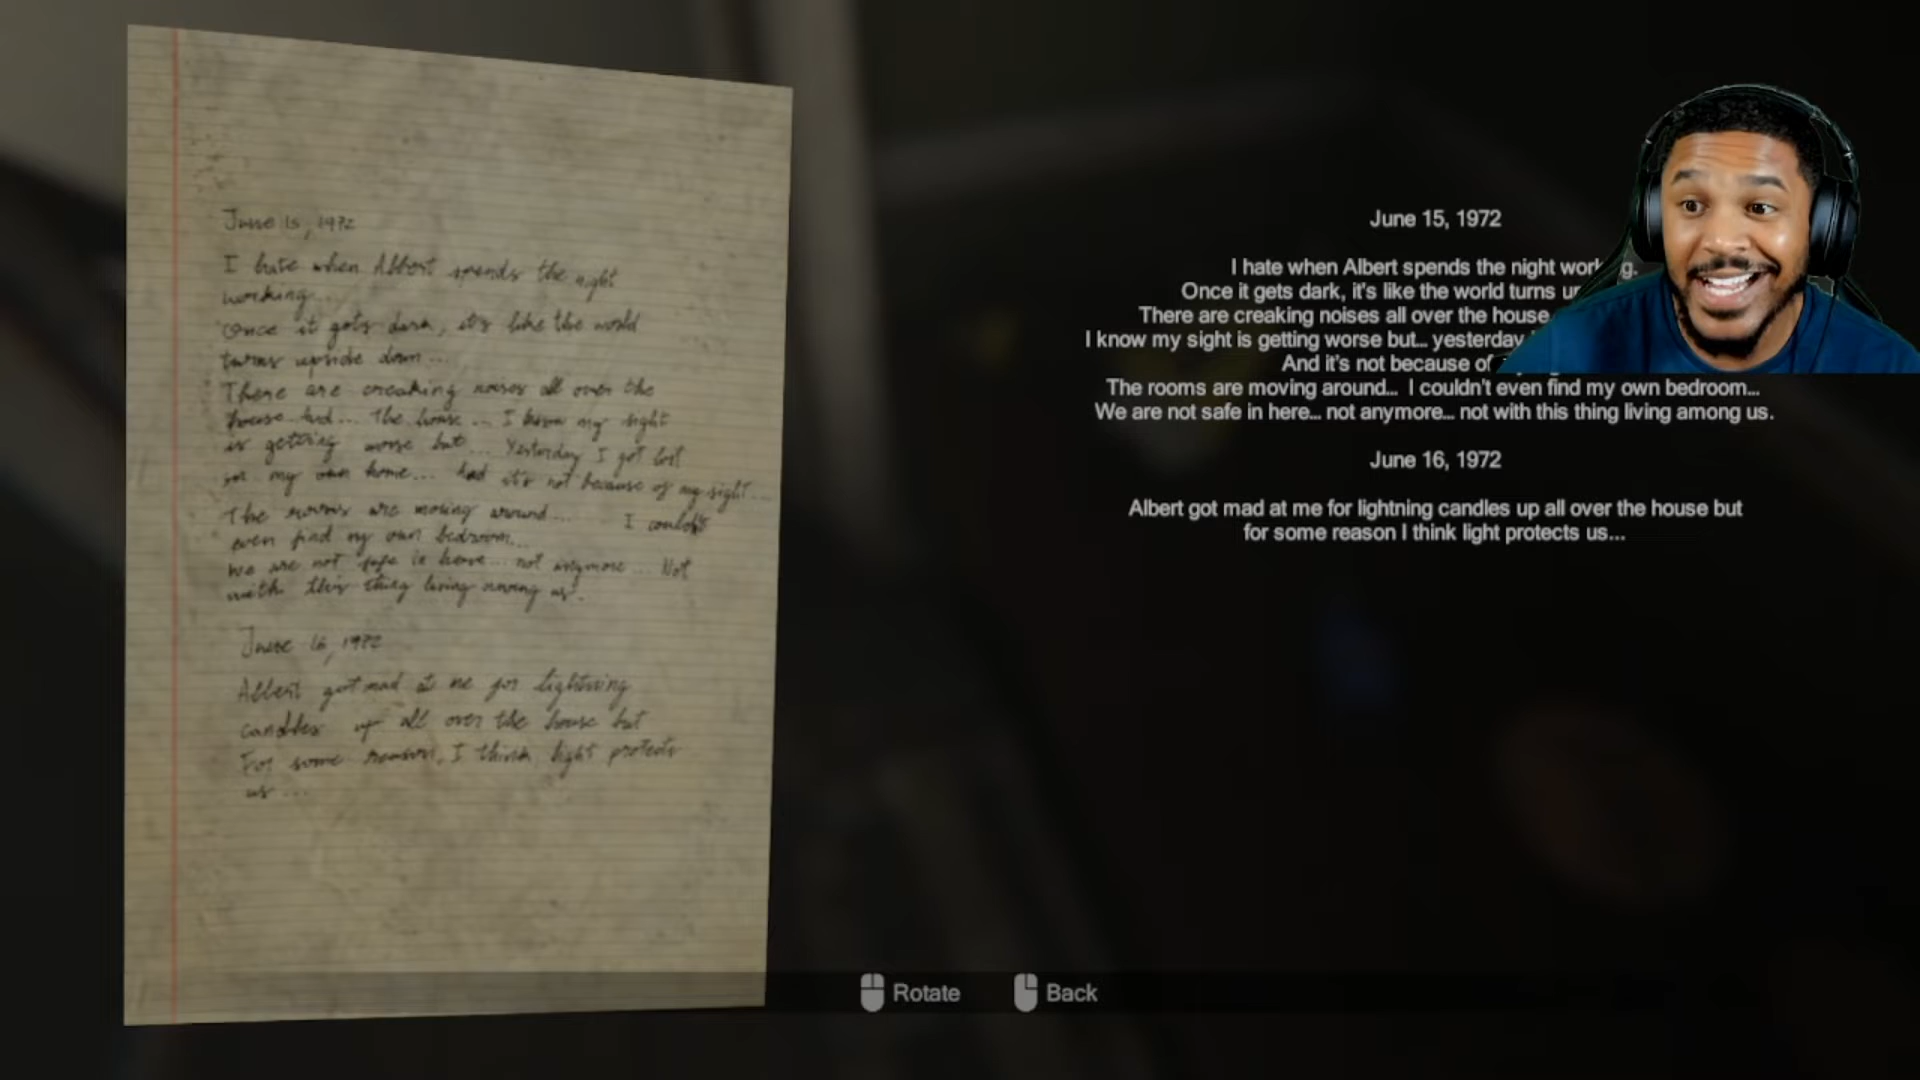 June 15, 1972
I hate when Albert spends the night
working...
Once it gets dark, it's like the world
turns upside down...
There are creaking noises all over the
house and... The house... I know my sight
is getting worse but... Yesterday I got lost
in my own home... And it's not because of my sight...
The rooms are moving around... I couldn't
even find my own bedroom...
We are not safe in here... not anymore... Not
with this thing living among us.
June 16, 1972
Albert got mad at me for lightning
candles up all over the house but
For some reason, I think light protects
us...
June 15, 1972
I hate when Albert spends the night
Once it gets dark, it's like the world turns
There are creaking noises all over the house
I know my sight is getting worse but... yesterday
And it's not because of
The rooms are moving around... I couldn't even find my own bedroom...
We are not safe in here... not anymore... not with this thing living among us.
June 16, 1972
Albert got mad at me for lightning candles up all over the house but
for some reason I think light protects us...
Rotate Back